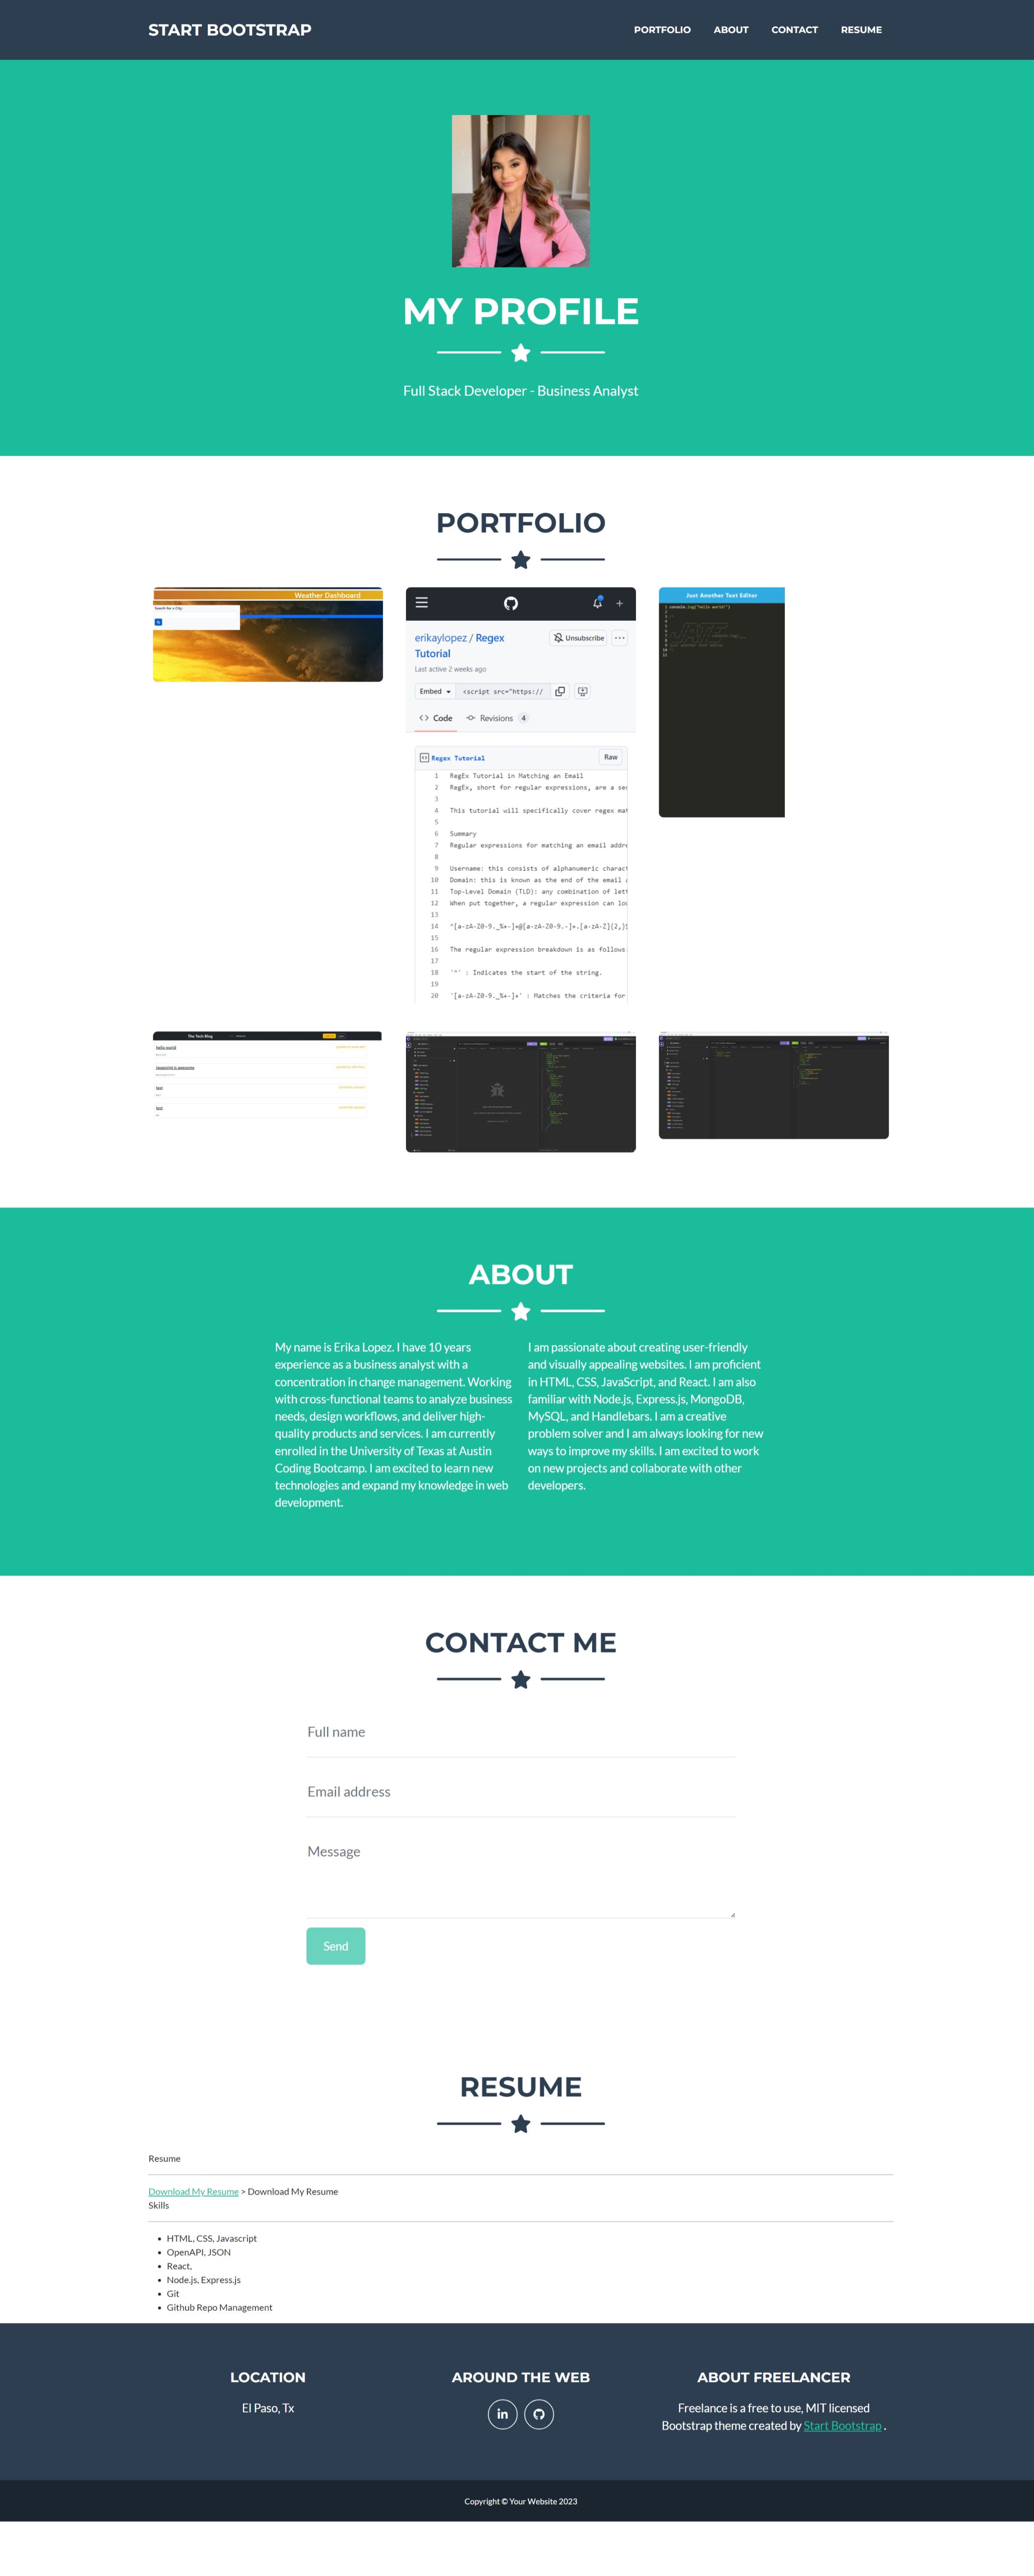 START BOOTSTRAP
PORTFOLIO ABOUT CONTACT RESUME
MY PROFILE
Full Stack Developer - Business Analyst
PORTFOLIO
Weather Dashboard
Search for a City:
erikaylopez / Regex
Tutorial
Unsubscribe
Last active 2 weeks ago
Embed <script src="https://
Code Revisions 4
Regex Tutorial Raw
1 RegEx Tutorial in Matching an Email
2 RegEx, short for regular expressions, are a
3
4 This tutorial will specifically cover regex
5
6 Summary
7 Regular expressions for matching an email
8
9 Username: this consists of alphanumeric
10 Domain: this is known as the end of the email
11 Top-Level Domain (TLD): any combination of
12 When put together, a regular expression can
13
14 ^[a-zA-Z0-9._%+-]+@[a-zA-Z0-9.-]+.[a-zA-Z]{2,}$
15
16 The regular expression breakdown is as follows
17
18 '^' : Indicates the start of the string.
19
20 '[a-zA-Z0-9._%+-]+' : Matches the criteria for
Just Another Text Editor
1 console.log("hello world!")
The Tech Blog
hello world
Javascript is awesome
test
test
ABOUT
My name is Erika Lopez. I have 10 years
experience as a business analyst with a
concentration in change management. Working
with cross-functional teams to analyze business
needs, design workflows, and deliver high-
quality products and services. I am currently
enrolled in the University of Texas at Austin
Coding Bootcamp. I am excited to learn new
technologies and expand my knowledge in web
development.
I am passionate about creating user-friendly
and visually appealing websites. I am proficient
in HTML, CSS, JavaScript, and React. I am also
familiar with Node.js, Express.js, MongoDB,
MySQL, and Handlebars. I am a creative
problem solver and I am always looking for new
ways to improve my skills. I am excited to work
on new projects and collaborate with other
developers.
CONTACT ME
Full name
Email address
Message
Send
RESUME
Resume
Download My Resume > Download My Resume
Skills
HTML, CSS, Javascript
OpenAPI, JSON
React,
Node.js, Express.js
Git
Github Repo Management
LOCATION
El Paso, Tx
AROUND THE WEB
in
ABOUT FREELANCER
Freelance is a free to use, MIT licensed
Bootstrap theme created by Start Bootstrap .
Copyright © Your Website 2023